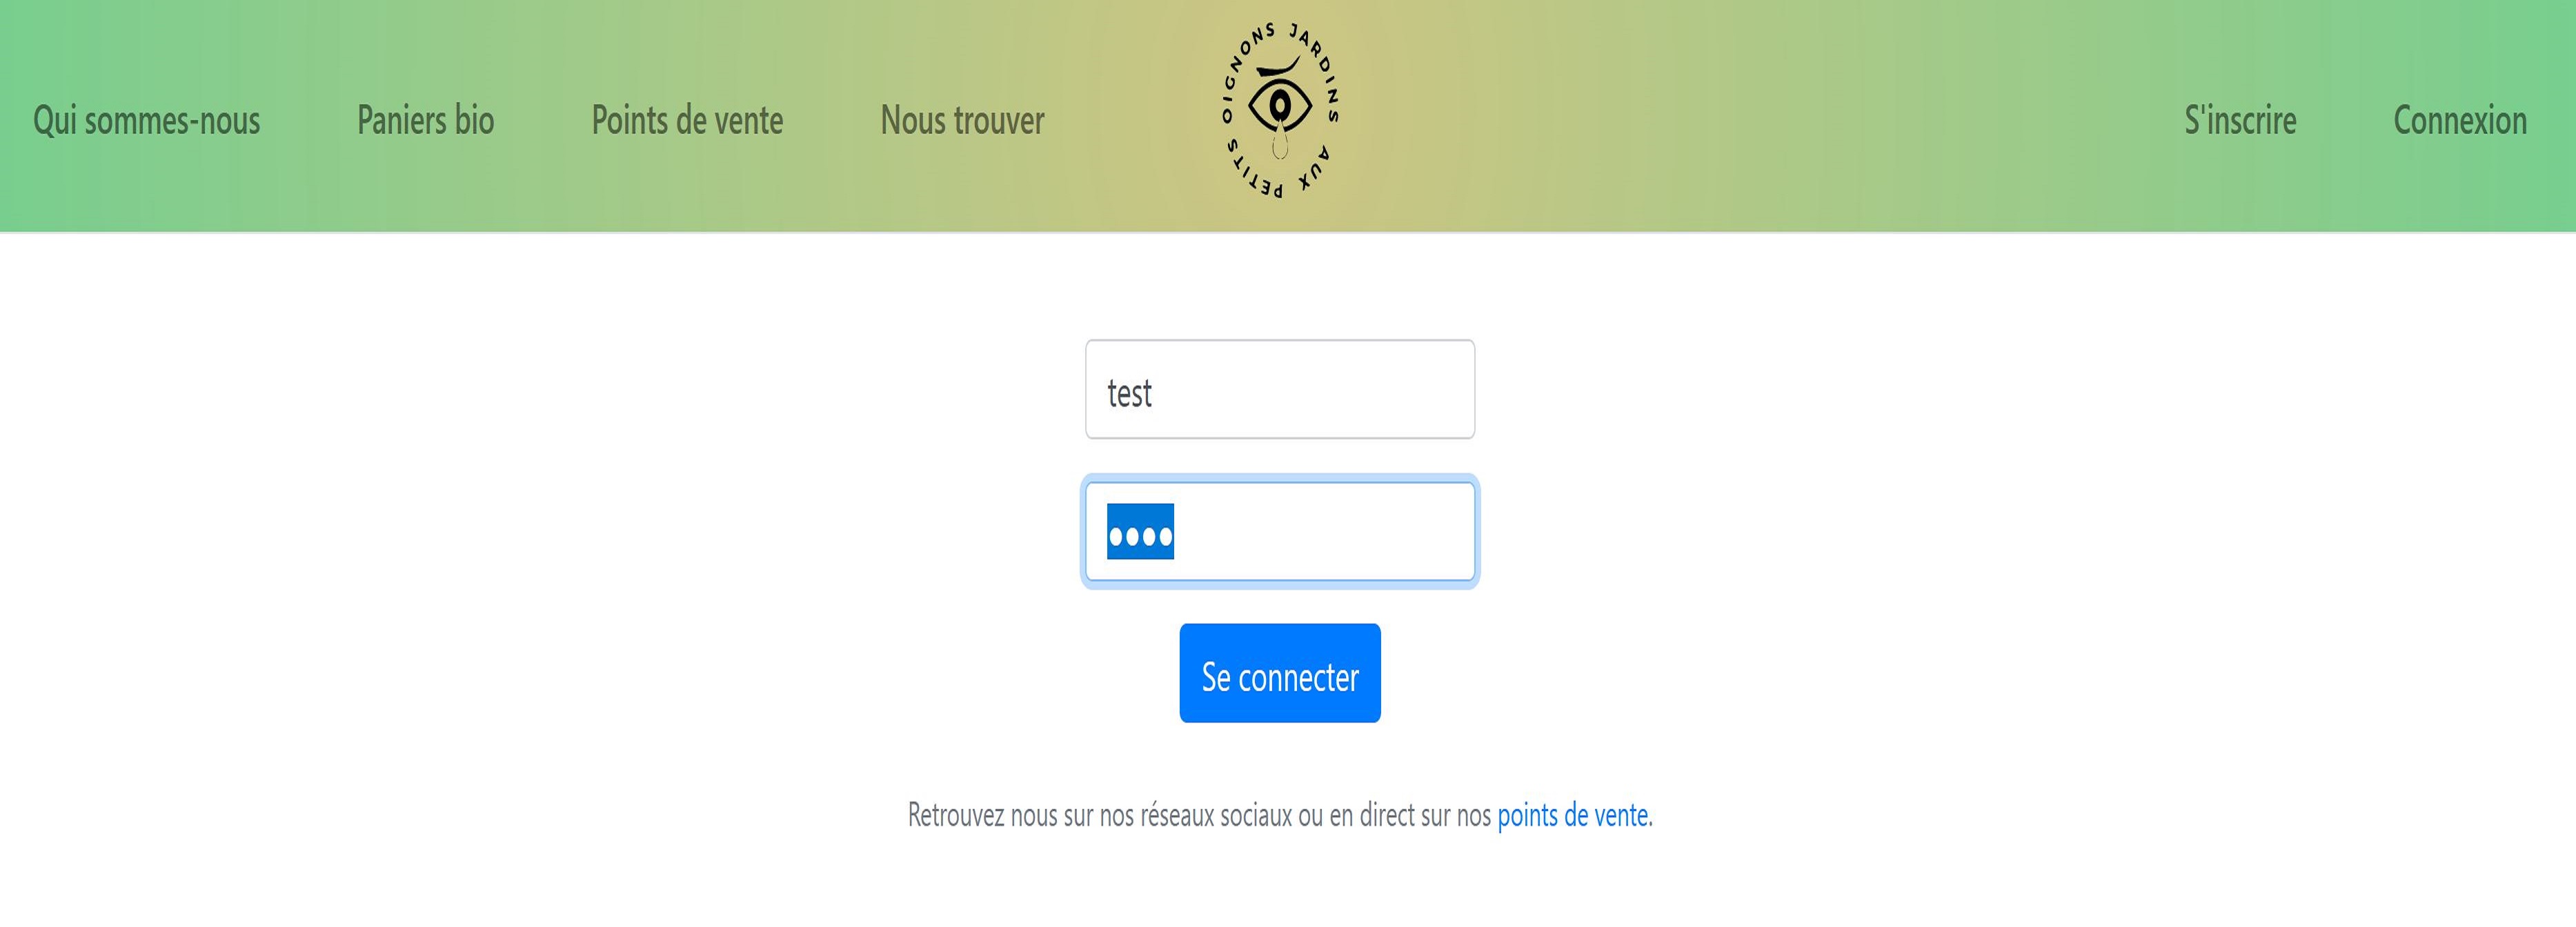 Qui sommes-nous Paniers bio Points de vente Nous trouver
JARDINS AUX PETITS OIGNONS
S'inscrire Connexion
test
••••
Se connecter
Retrouvez nous sur nos réseaux sociaux ou en direct sur nos points de vente.